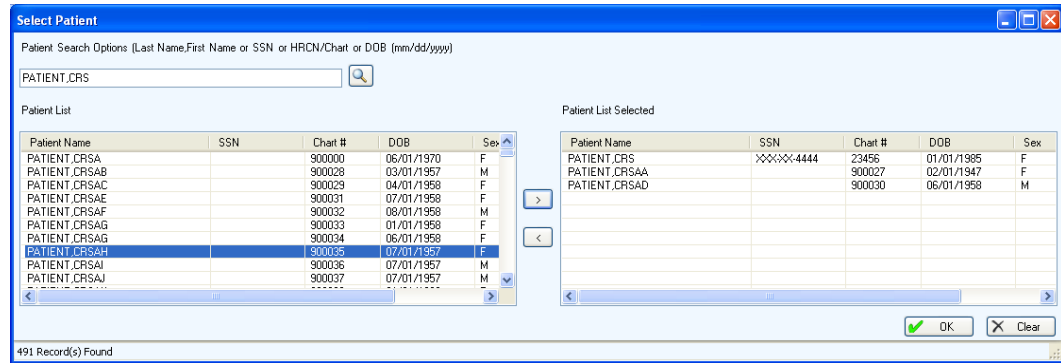 Select Patient
Patient Search Options (Last Name,First Name or SSN or HRCN/Chart or DOB (mm/dd/yyyy)
PATIENT,CRS
Patient List
Patient Name SSN Chart # DOB Sex
PATIENT,CRSA 900000 06/01/1970 F
PATIENT,CRSAB 900028 03/01/1957 M
PATIENT,CRSAC 900029 04/01/1958 F
PATIENT,CRSAE 900031 07/01/1958 F
PATIENT,CRSAF 900032 08/01/1958 M
PATIENT,CRSAG 900033 01/01/1958 F
PATIENT,CRSAG 900034 06/01/1958 F
PATIENT,CRSAH 900035 07/01/1957 F
PATIENT,CRSAI 900036 07/01/1957 M
PATIENT,CRSAJ 900037 07/01/1957 M
>
<
Patient List Selected
Patient Name SSN Chart # DOB Sex
PATIENT,CRS XXX-XX-4444 23456 01/01/1985 F
PATIENT,CRSAA 900027 02/01/1947 F
PATIENT,CRSAD 900030 06/01/1958 M
OK Clear
491 Record(s) Found